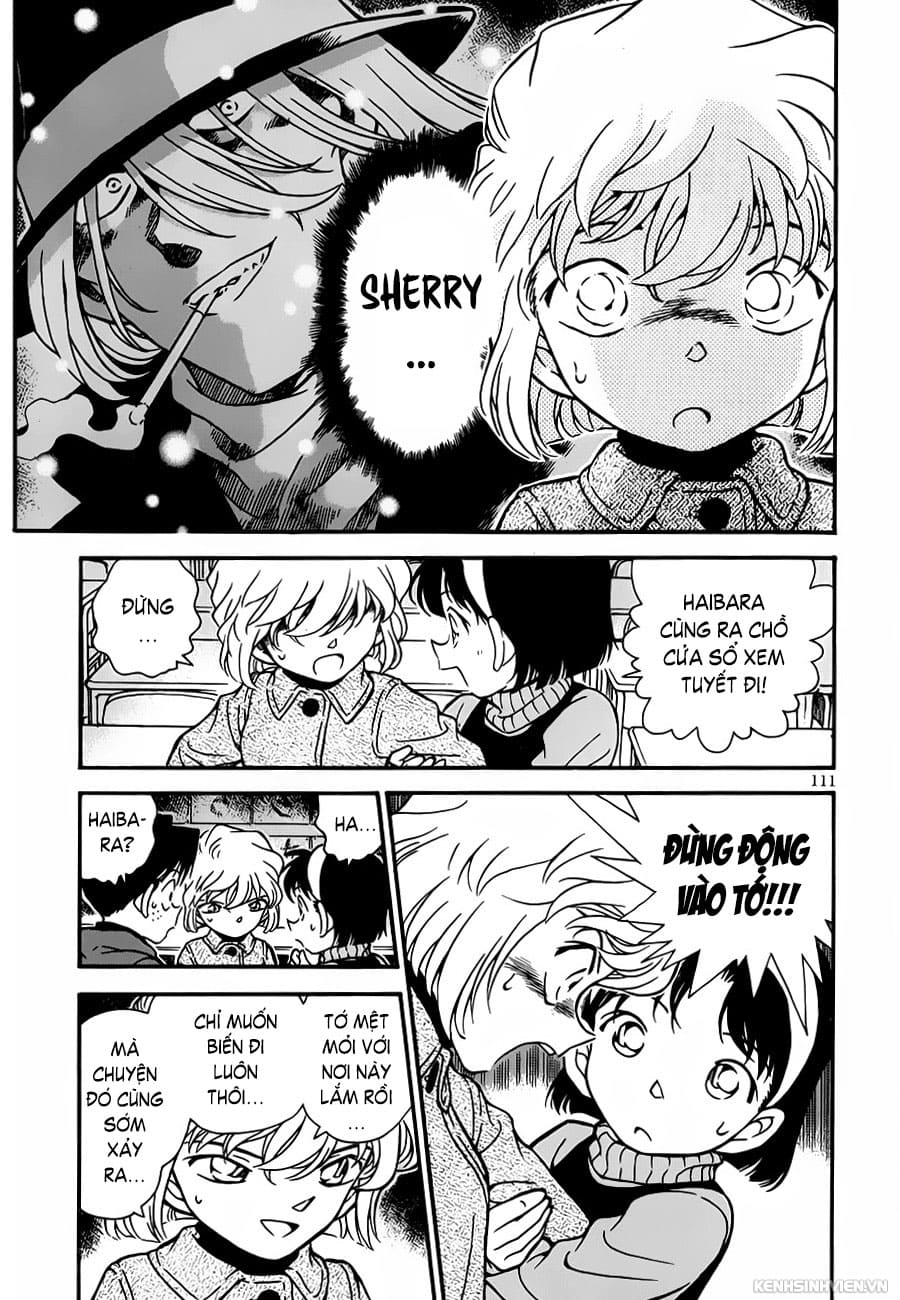 SHERRY
...
HAIBARA
CÙNG RA CHỖ
CỬA SỔ XEM
TUYẾT ĐI!
ĐỪNG
...
111
ĐỪNG ĐỘNG
VÀO TỚ!!!
HA...
HAIBA-
RA?
TỚ MỆT
MỎI VỚI
NƠI NÀY
LẮM RỒI
...
CHỈ MUỐN
BIẾN ĐI
LUÔN
THÔI...
MÀ
CHUYỆN
ĐÓ CŨNG
SỚM
XẢY
RA...
KENHSINHVIEN.VN